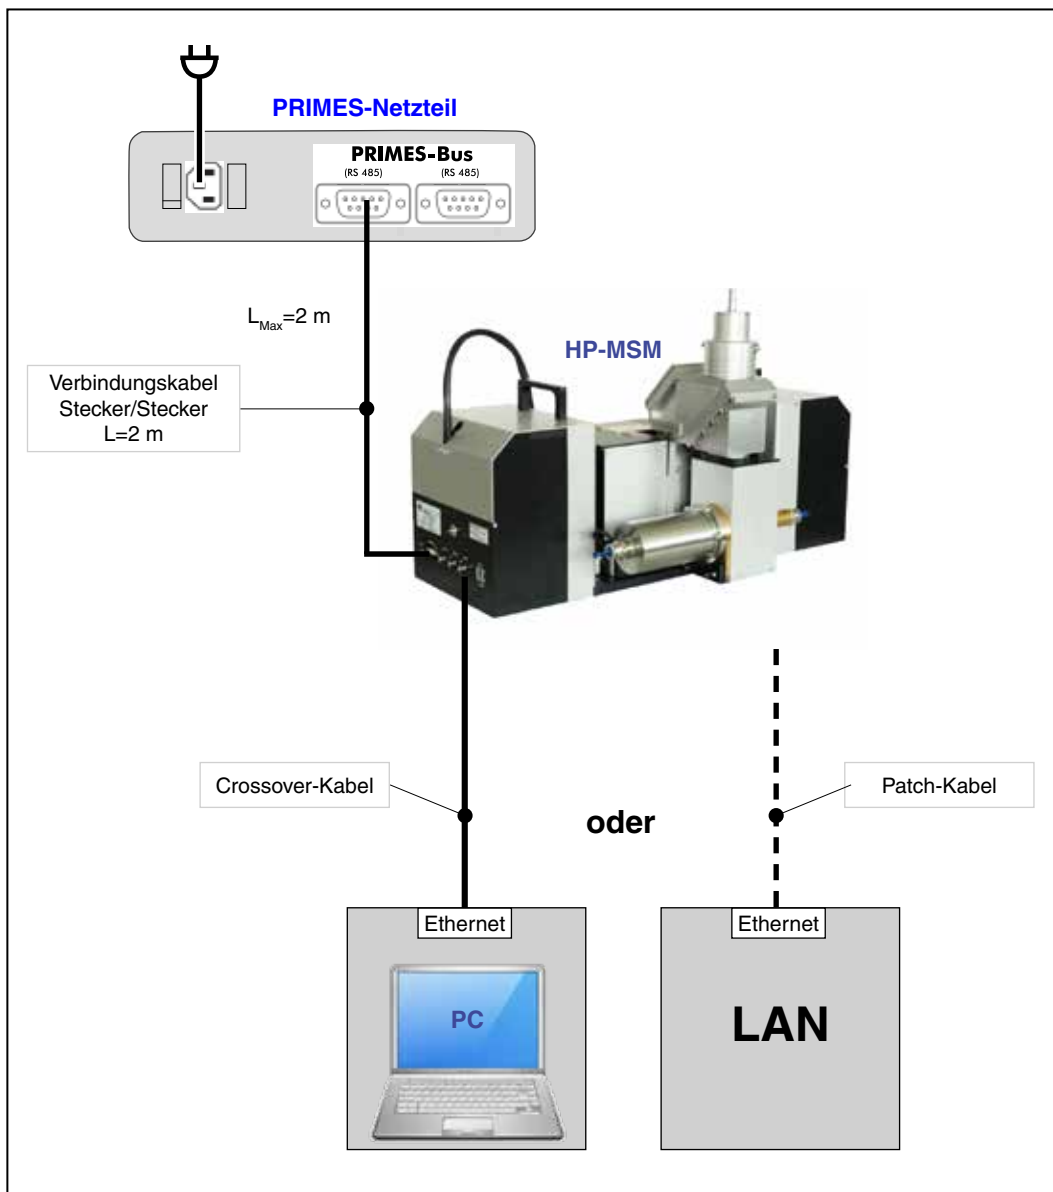 PRIMES-Netzteil
PRIMES-Bus
(RS 485) (RS 485)
L_Max=2 m
HP-MSM
Verbindungskabel
Stecker/Stecker
L=2 m
Crossover-Kabel
oder
Patch-Kabel
Ethernet
Ethernet
PC
LAN